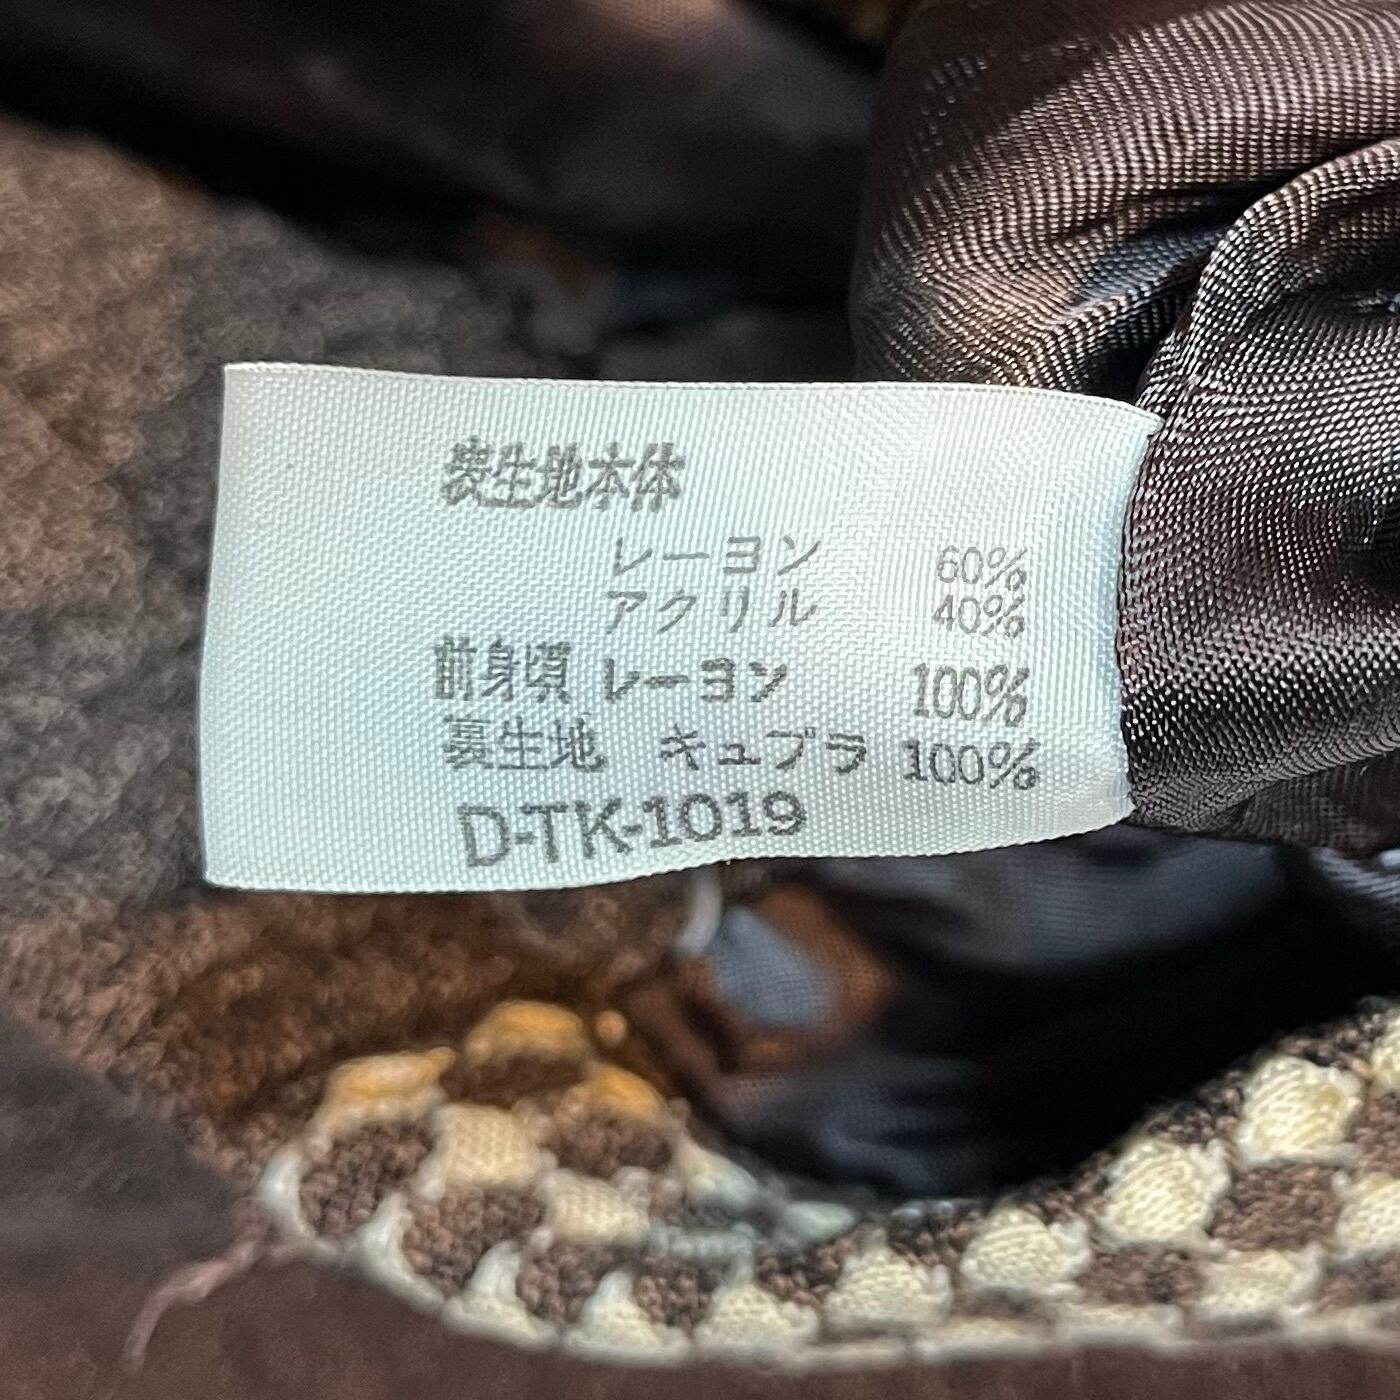 表生地本体
レーヨン 60%
アクリル 40%
前身頃 レーヨン 100%
裏生地 キュプラ 100%
D-TK-1019